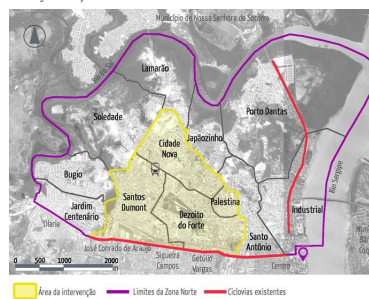 Município de Nossa Senhora do Socorro
Lamarão
Soledade
Porto Dantas
Japãozinho
Cidade
Nova
Bugio
Rio Sergipe
Jardim
Centenário
Santos
Dumont
Palestina
Dezoito
do Forte
Industrial
Olaria
Santo
Antônio
José Conrado de Araújo
Siqueira
Campos
Getúlio
Vargas
Centro
0 500 1000 2000
m
Área da intervenção
Limites da Zona Norte
Ciclovias existentes